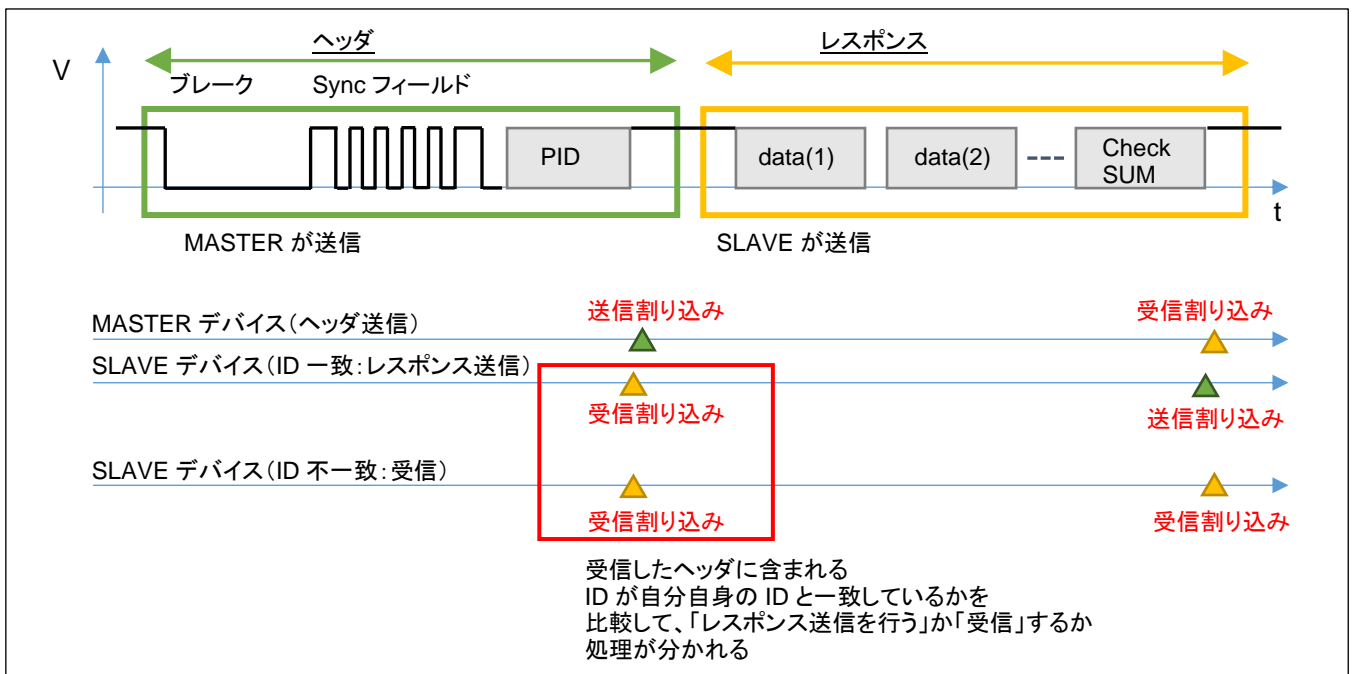 ヘッダ
レスポンス
V
ブレーク
Sync フィールド
PID
data(1)
data(2)
Check
SUM
t
MASTER が送信
SLAVE が送信
MASTER デバイス（ヘッダ送信）
送信割り込み
受信割り込み
SLAVE デバイス（ID 一致：レスポンス送信）
受信割り込み
送信割り込み
SLAVE デバイス（ID 不一致：受信）
受信割り込み
受信割り込み
受信したヘッダに含まれる
ID が自分自身の ID と一致しているかを
比較して、「レスポンス送信を行う」か「受信」するか
処理が分かれる